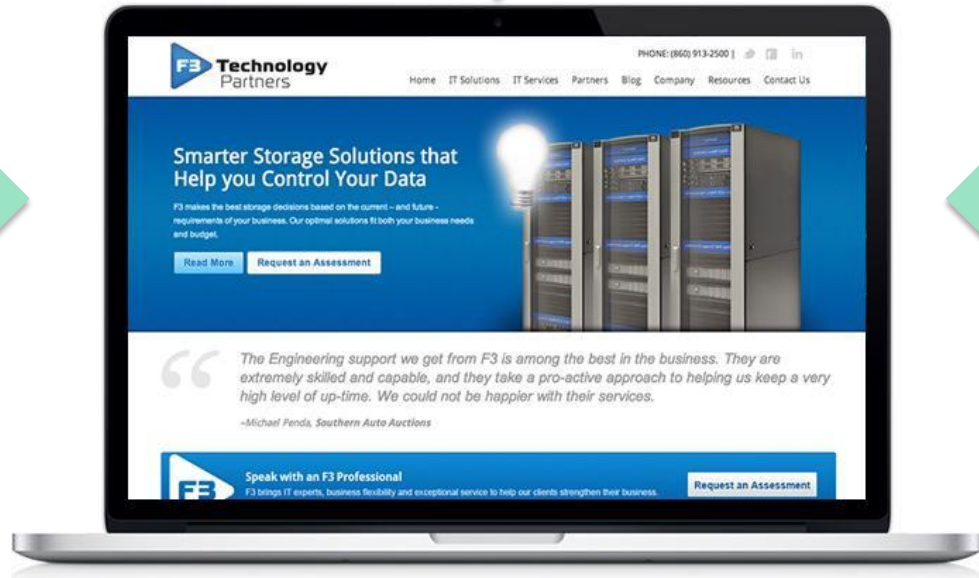 F3 Technology
Partners
PHONE: (860) 913-2500 |
in
Home IT Solutions IT Services Partners Blog Company Resources Contact Us
Smarter Storage Solutions that
Help you Control Your Data
F3 makes the best storage decisions based on the current – and future -
requirements of your business. Our optimal solutions fit both your business needs
and budget.
Read More Request an Assessment
“ The Engineering support we get from F3 is among the best in the business. They are
extremely skilled and capable, and they take a pro-active approach to helping us keep a very
high level of up-time. We could not be happier with their services.
–Michael Penda, Southern Auto Auctions
F3
Speak with an F3 Professional
F3 brings IT experts, business flexibility and exceptional service to help our clients strengthen their business.
Request an Assessment